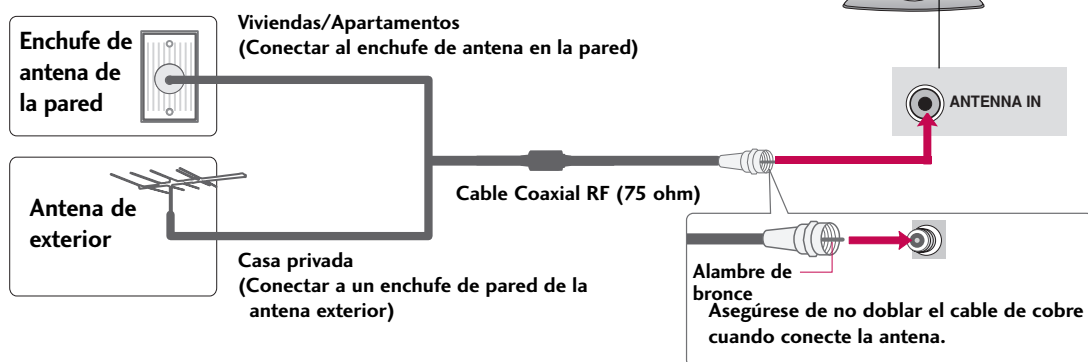 Enchufe de
antena de
la pared
Viviendas/Apartamentos
(Conectar al enchufe de antena en la pared)
ANTENNA IN
Antena de
exterior
Cable Coaxial RF (75 ohm)
Casa privada
(Conectar a un enchufe de pared de la
antena exterior)
Alambre de
bronce
Asegúrese de no doblar el cable de cobre
cuando conecte la antena.